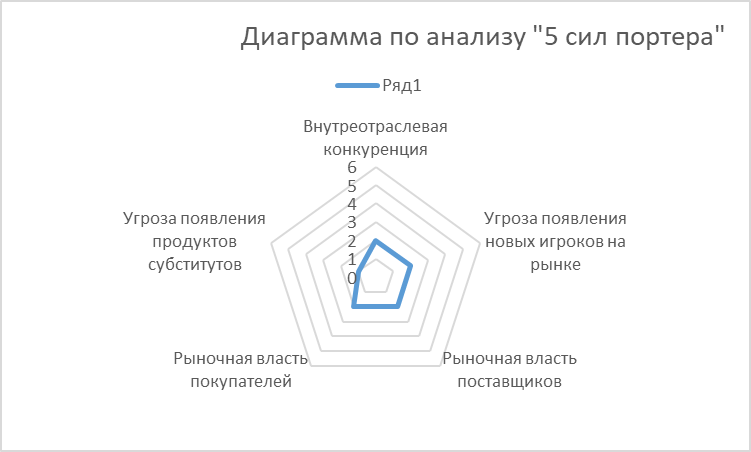 Диаграмма по анализу "5 сил портера"
Ряд1
Внутреотраслевая
конкуренция
6
5
4
3
2
1
0
Угроза появления
новых игроков на
рынке
Рыночная власть
поставщиков
Рыночная власть
покупателей
Угроза появления
продуктов
субститутов